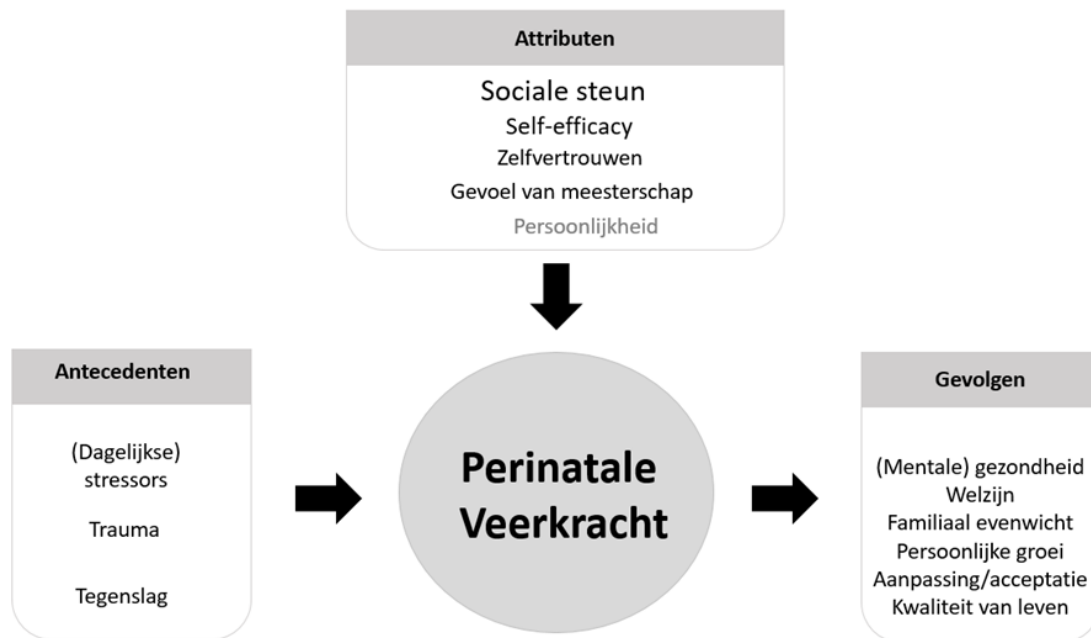 Attributen
Sociale steun
Self-efficacy
Zelfvertrouwen
Gevoel van meesterschap
Persoonlijkheid
Antecedenten
(Dagelijkse)
stressors
Trauma
Tegenslag
Perinatale
Veerkracht
Gevolgen
(Mentale) gezondheid
Welzijn
Familiaal evenwicht
Persoonlijke groei
Aanpassing/acceptatie
Kwaliteit van leven